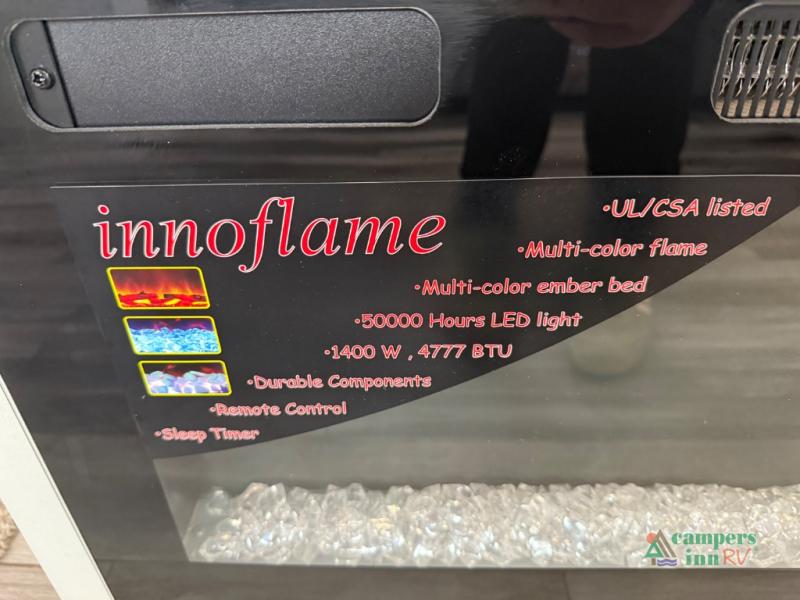 innoflame
·UL/CSA listed
·Multi-color flame
·Multi-color ember bed
·50000 Hours LED light
·1400 W , 4777 BTU
·Durable Components
·Remote Control
·Sleep Timer
campers
inn RV